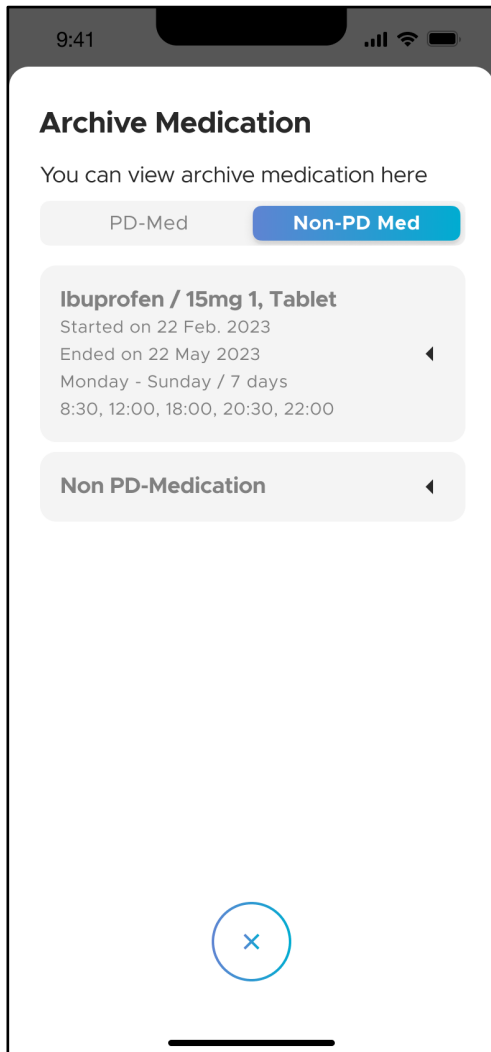 9:41
Archive Medication
You can view archive medication here
PD-Med
Non-PD Med
Ibuprofen / 15mg 1, Tablet
Started on 22 Feb. 2023
Ended on 22 May 2023
Monday - Sunday / 7 days
8:30, 12:00, 18:00, 20:30, 22:00
Non PD-Medication